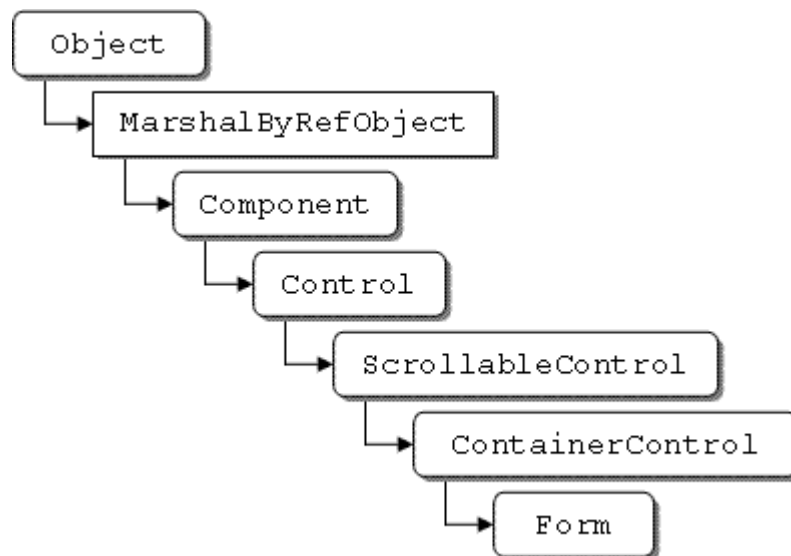 Object
MarshalByRefObject
Component
Control
ScrollableControl
ContainerControl
Form